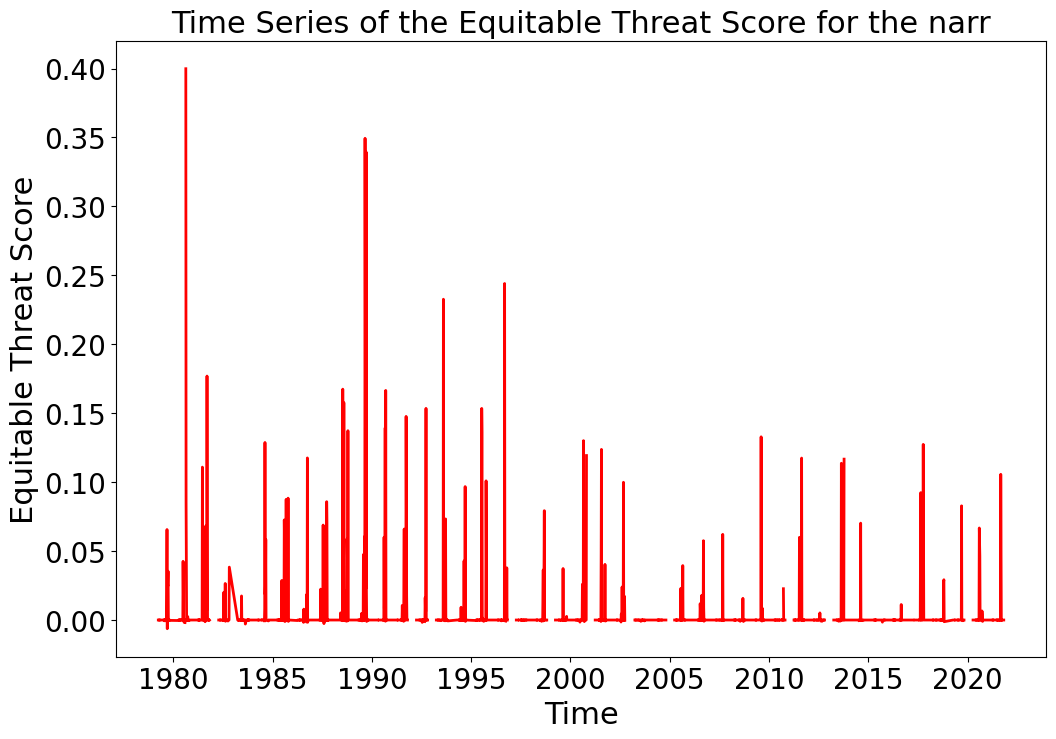 Time Series of the Equitable Threat Score for the narr
0.40
0.35
0.30
0.25
0.20
0.15
0.10
0.05
0.00
Equitable Threat Score
1980 1985 1990 1995 2000 2005 2010 2015 2020
Time